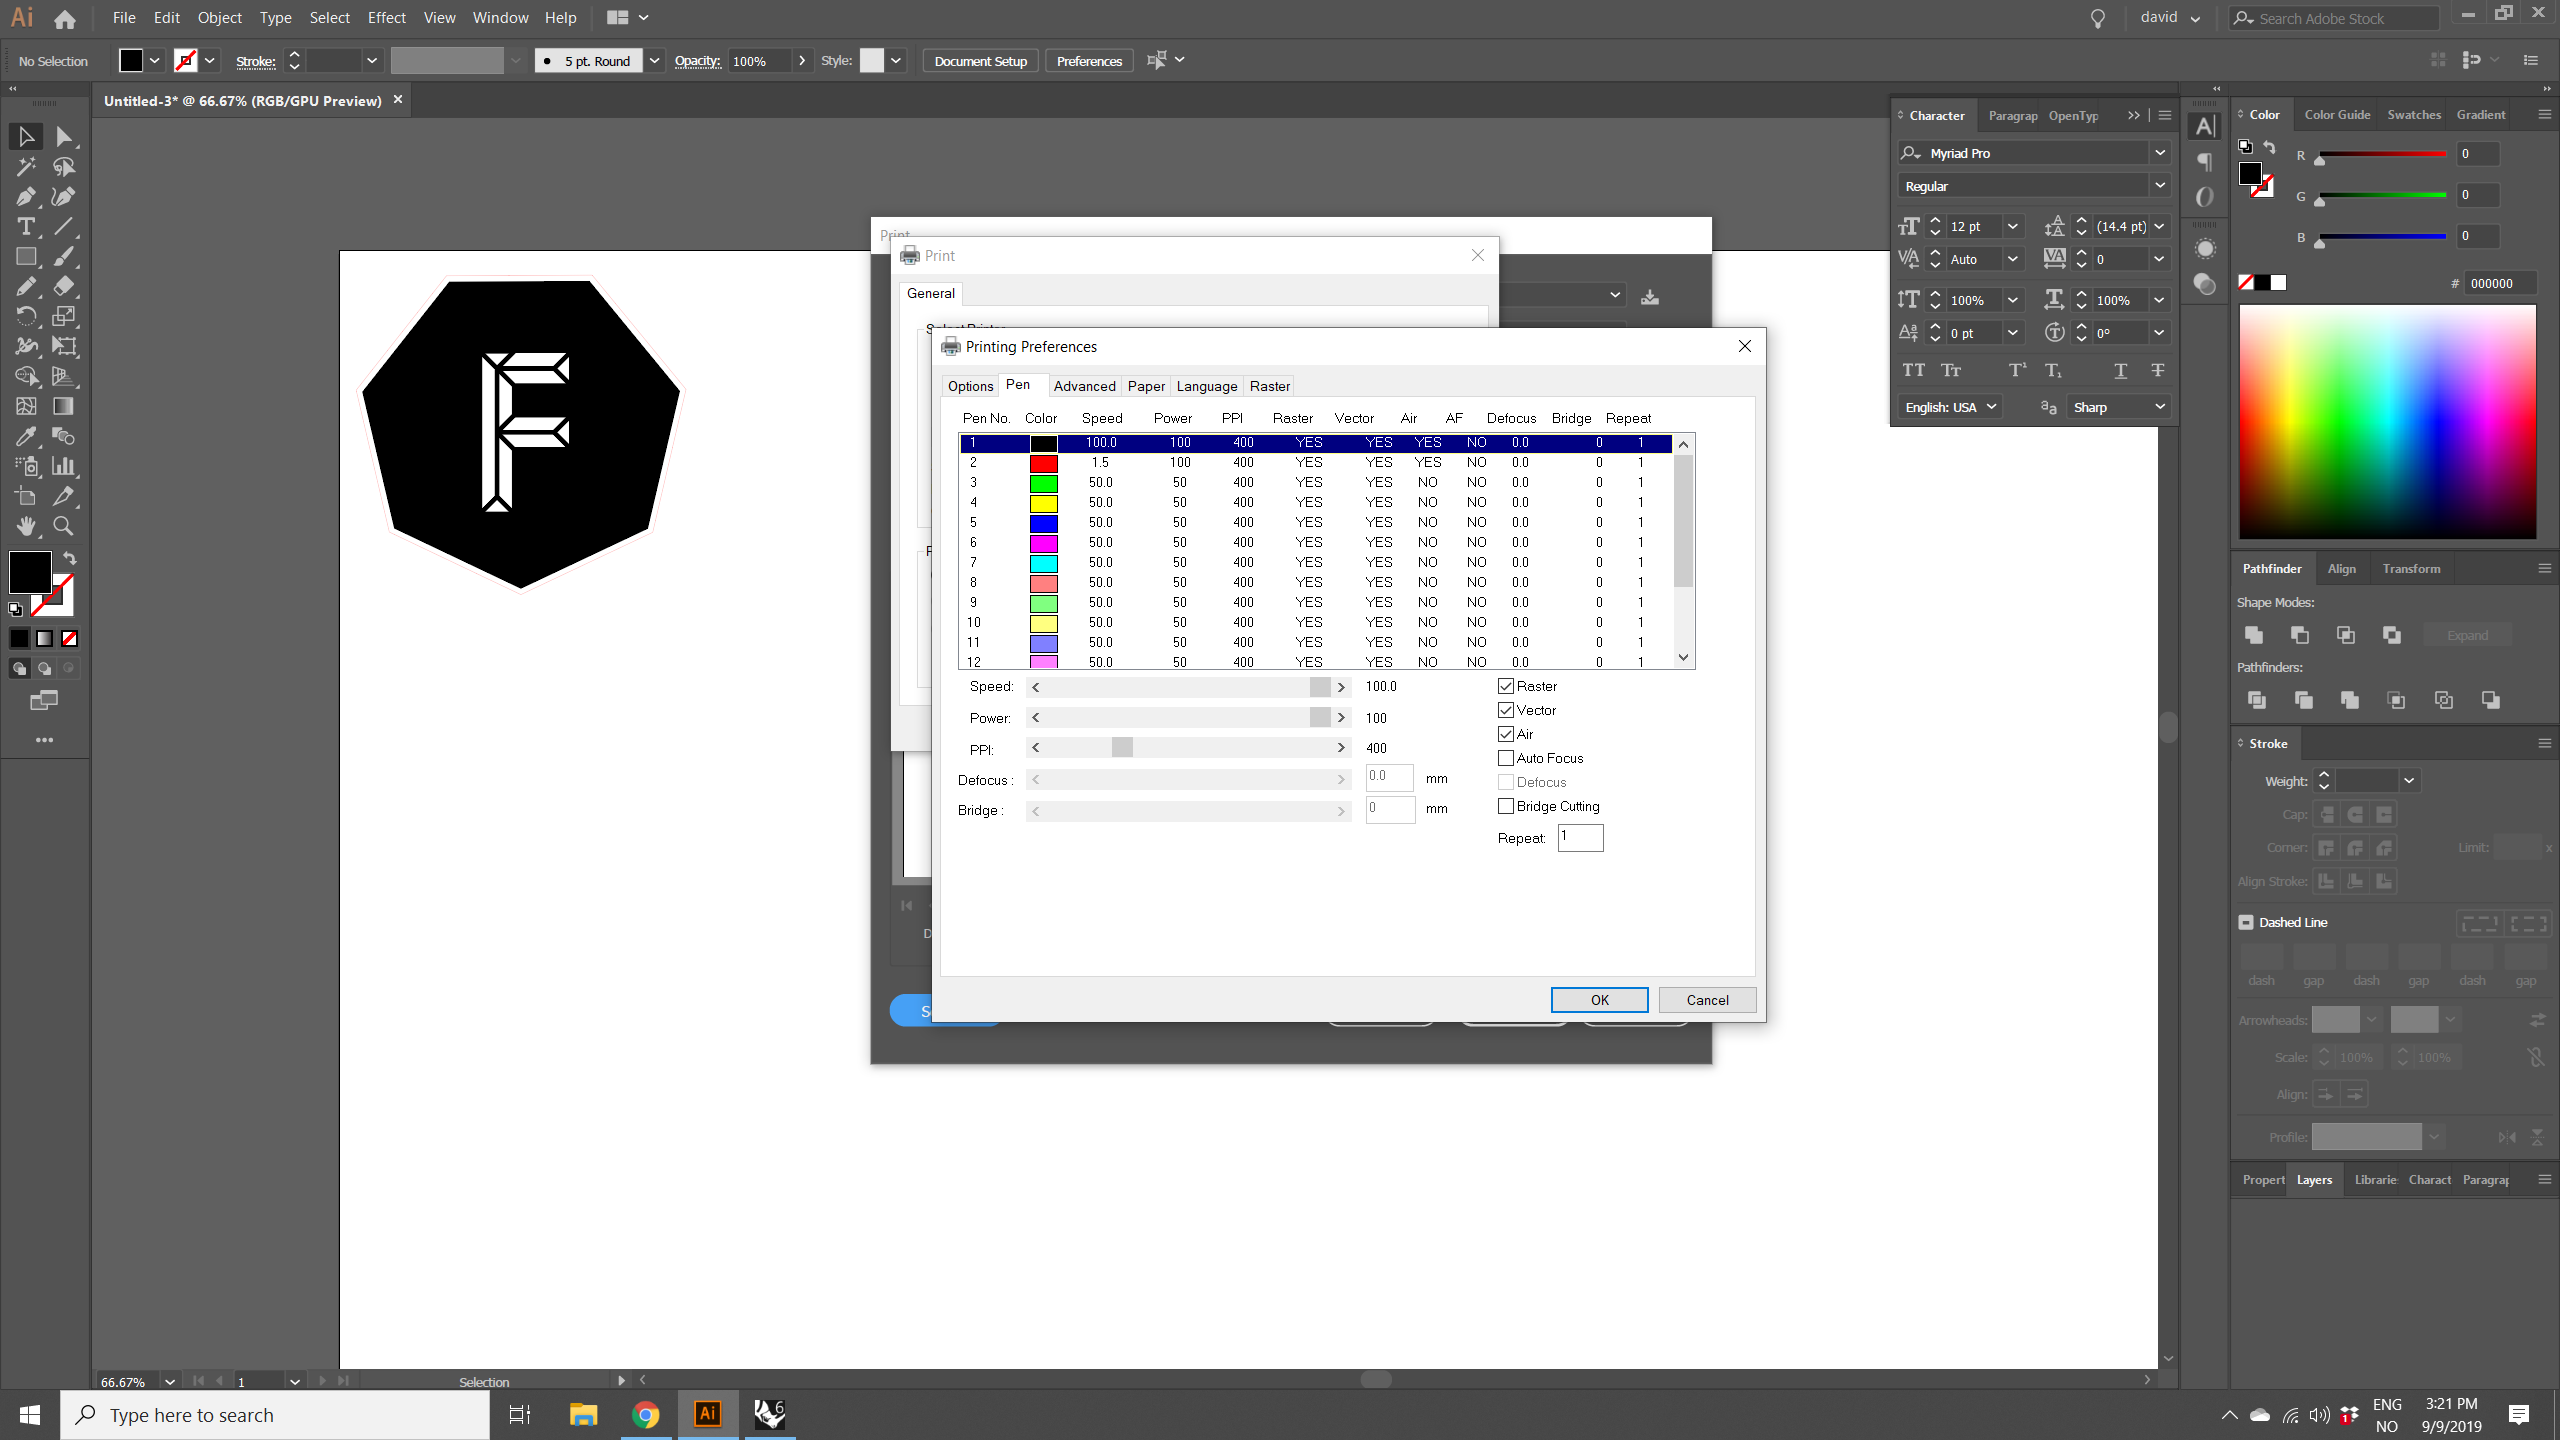 Ai File Edit Object Type Select Effect View Window Help david Search Adobe Stock
No Selection Stroke: 5 pt. Round Opacity: 100% Style: Document Setup Preferences
Untitled-3* @ 66.67% (RGB/GPU Preview) ×
F
Print
Print
General
Printing Preferences
Options Pen Advanced Paper Language Raster
Pen No. Color Speed Power PPI Raster Vector Air AF Defocus Bridge Repeat
1 100.0 100 400 YES YES YES NO 0.0 0 1
2 1.5 100 400 YES YES YES NO 0.0 0 1
3 50.0 50 400 YES YES NO NO 0.0 0 1
4 50.0 50 400 YES YES NO NO 0.0 0 1
5 50.0 50 400 YES YES NO NO 0.0 0 1
6 50.0 50 400 YES YES NO NO 0.0 0 1
7 50.0 50 400 YES YES NO NO 0.0 0 1
8 50.0 50 400 YES YES NO NO 0.0 0 1
9 50.0 50 400 YES YES NO NO 0.0 0 1
10 50.0 50 400 YES YES NO NO 0.0 0 1
11 50.0 50 400 YES YES NO NO 0.0 0 1
12 50.0 50 400 YES YES NO NO 0.0 0 1
Speed: 100.0
Power: 100
PPI: 400
Defocus : 0.0 mm
Bridge : 0 mm
Raster
Vector
Air
Auto Focus
Defocus
Bridge Cutting
Repeat: 1
OK Cancel
Character Paragrap OpenTyp
Myriad Pro
Regular
12 pt (14.4 pt)
Auto 0
100% 100%
0 pt 0°
English: USA Sharp
Color Color Guide Swatches Gradient
R 0
G 0
B 0
# 000000
Pathfinder Align Transform
Shape Modes:
Expand
Pathfinders:
Stroke
Weight:
Cap:
Corner: Limit: x
Align Stroke:
Dashed Line
dash gap dash gap dash gap
Arrowheads:
Scale: 100% 100%
Align:
Profile:
Propert Layers Librarie Charact Paragrap
66.67% 1 Selection
Type here to search Ai 6
ENG 3:21 PM
NO 9/9/2019